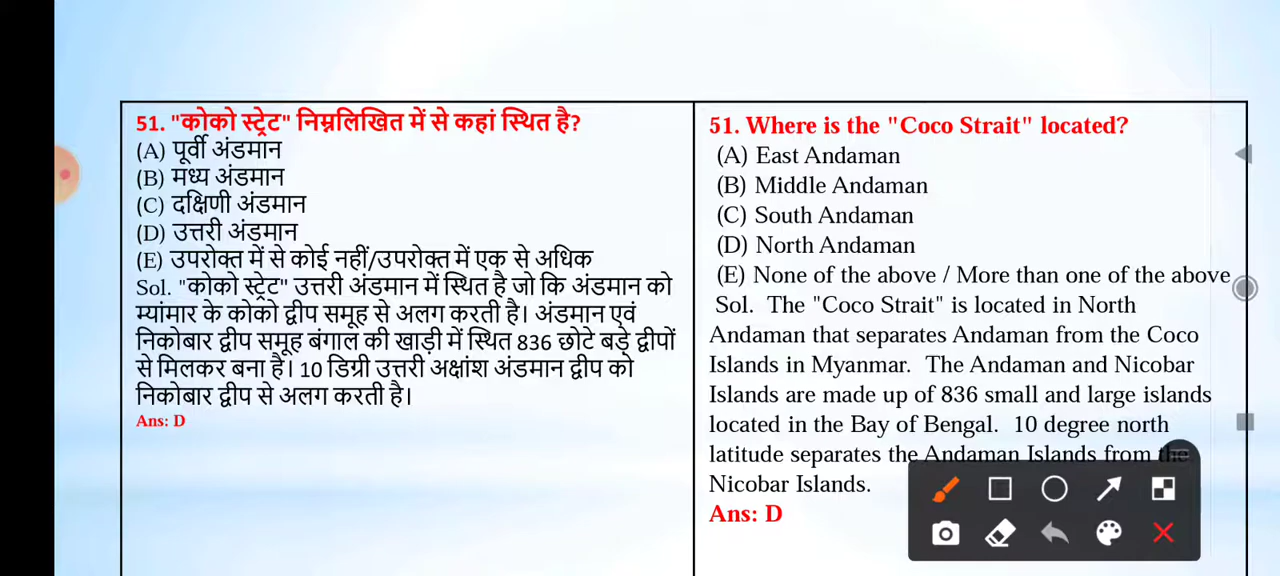 51. "कोको स्ट्रेट" निम्नलिखित में से कहां स्थित है?
(A) पूर्वी अंडमान
(B) मध्य अंडमान
(C) दक्षिणी अंडमान
(D) उत्तरी अंडमान
(E) उपरोक्त में से कोई नहीं/उपरोक्त में एक से अधिक
Sol. "कोको स्ट्रेट" उत्तरी अंडमान में स्थित है जो कि अंडमान को
म्यांमार के कोको द्वीप समूह से अलग करती है। अंडमान एवं
निकोबार द्वीप समूह बंगाल की खाड़ी में स्थित 836 छोटे बड़े द्वीपों
से मिलकर बना है। 10 डिग्री उत्तरी अक्षांश अंडमान द्वीप को
निकोबार द्वीप से अलग करती है।
Ans: D
51. Where is the "Coco Strait" located?
(A) East Andaman
(B) Middle Andaman
(C) South Andaman
(D) North Andaman
(E) None of the above / More than one of the above
Sol. The "Coco Strait" is located in North
Andaman that separates Andaman from the Coco
Islands in Myanmar. The Andaman and Nicobar
Islands are made up of 836 small and large islands
located in the Bay of Bengal. 10 degree north
latitude separates the Andaman Islands from the
Nicobar Islands.
Ans: D